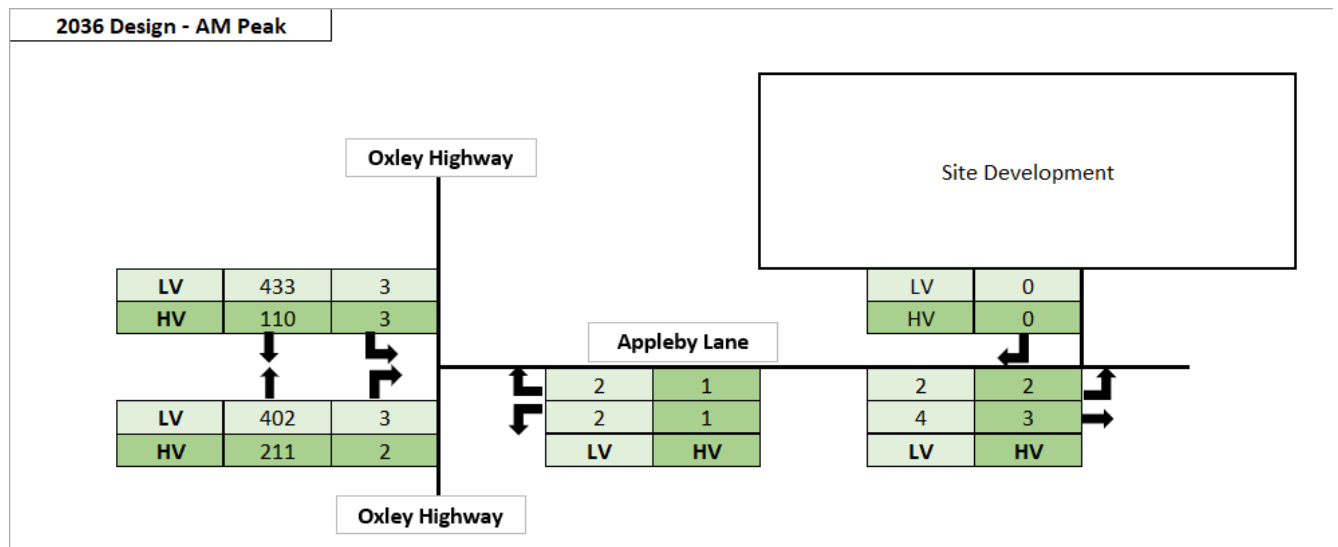 2036 Design - AM Peak
Site Development
Oxley Highway
LV 433 3
HV 110 3
LV 0
HV 0
Appleby Lane
2 1
2 1
LV HV
2 2
4 3
LV HV
LV 402 3
HV 211 2
Oxley Highway